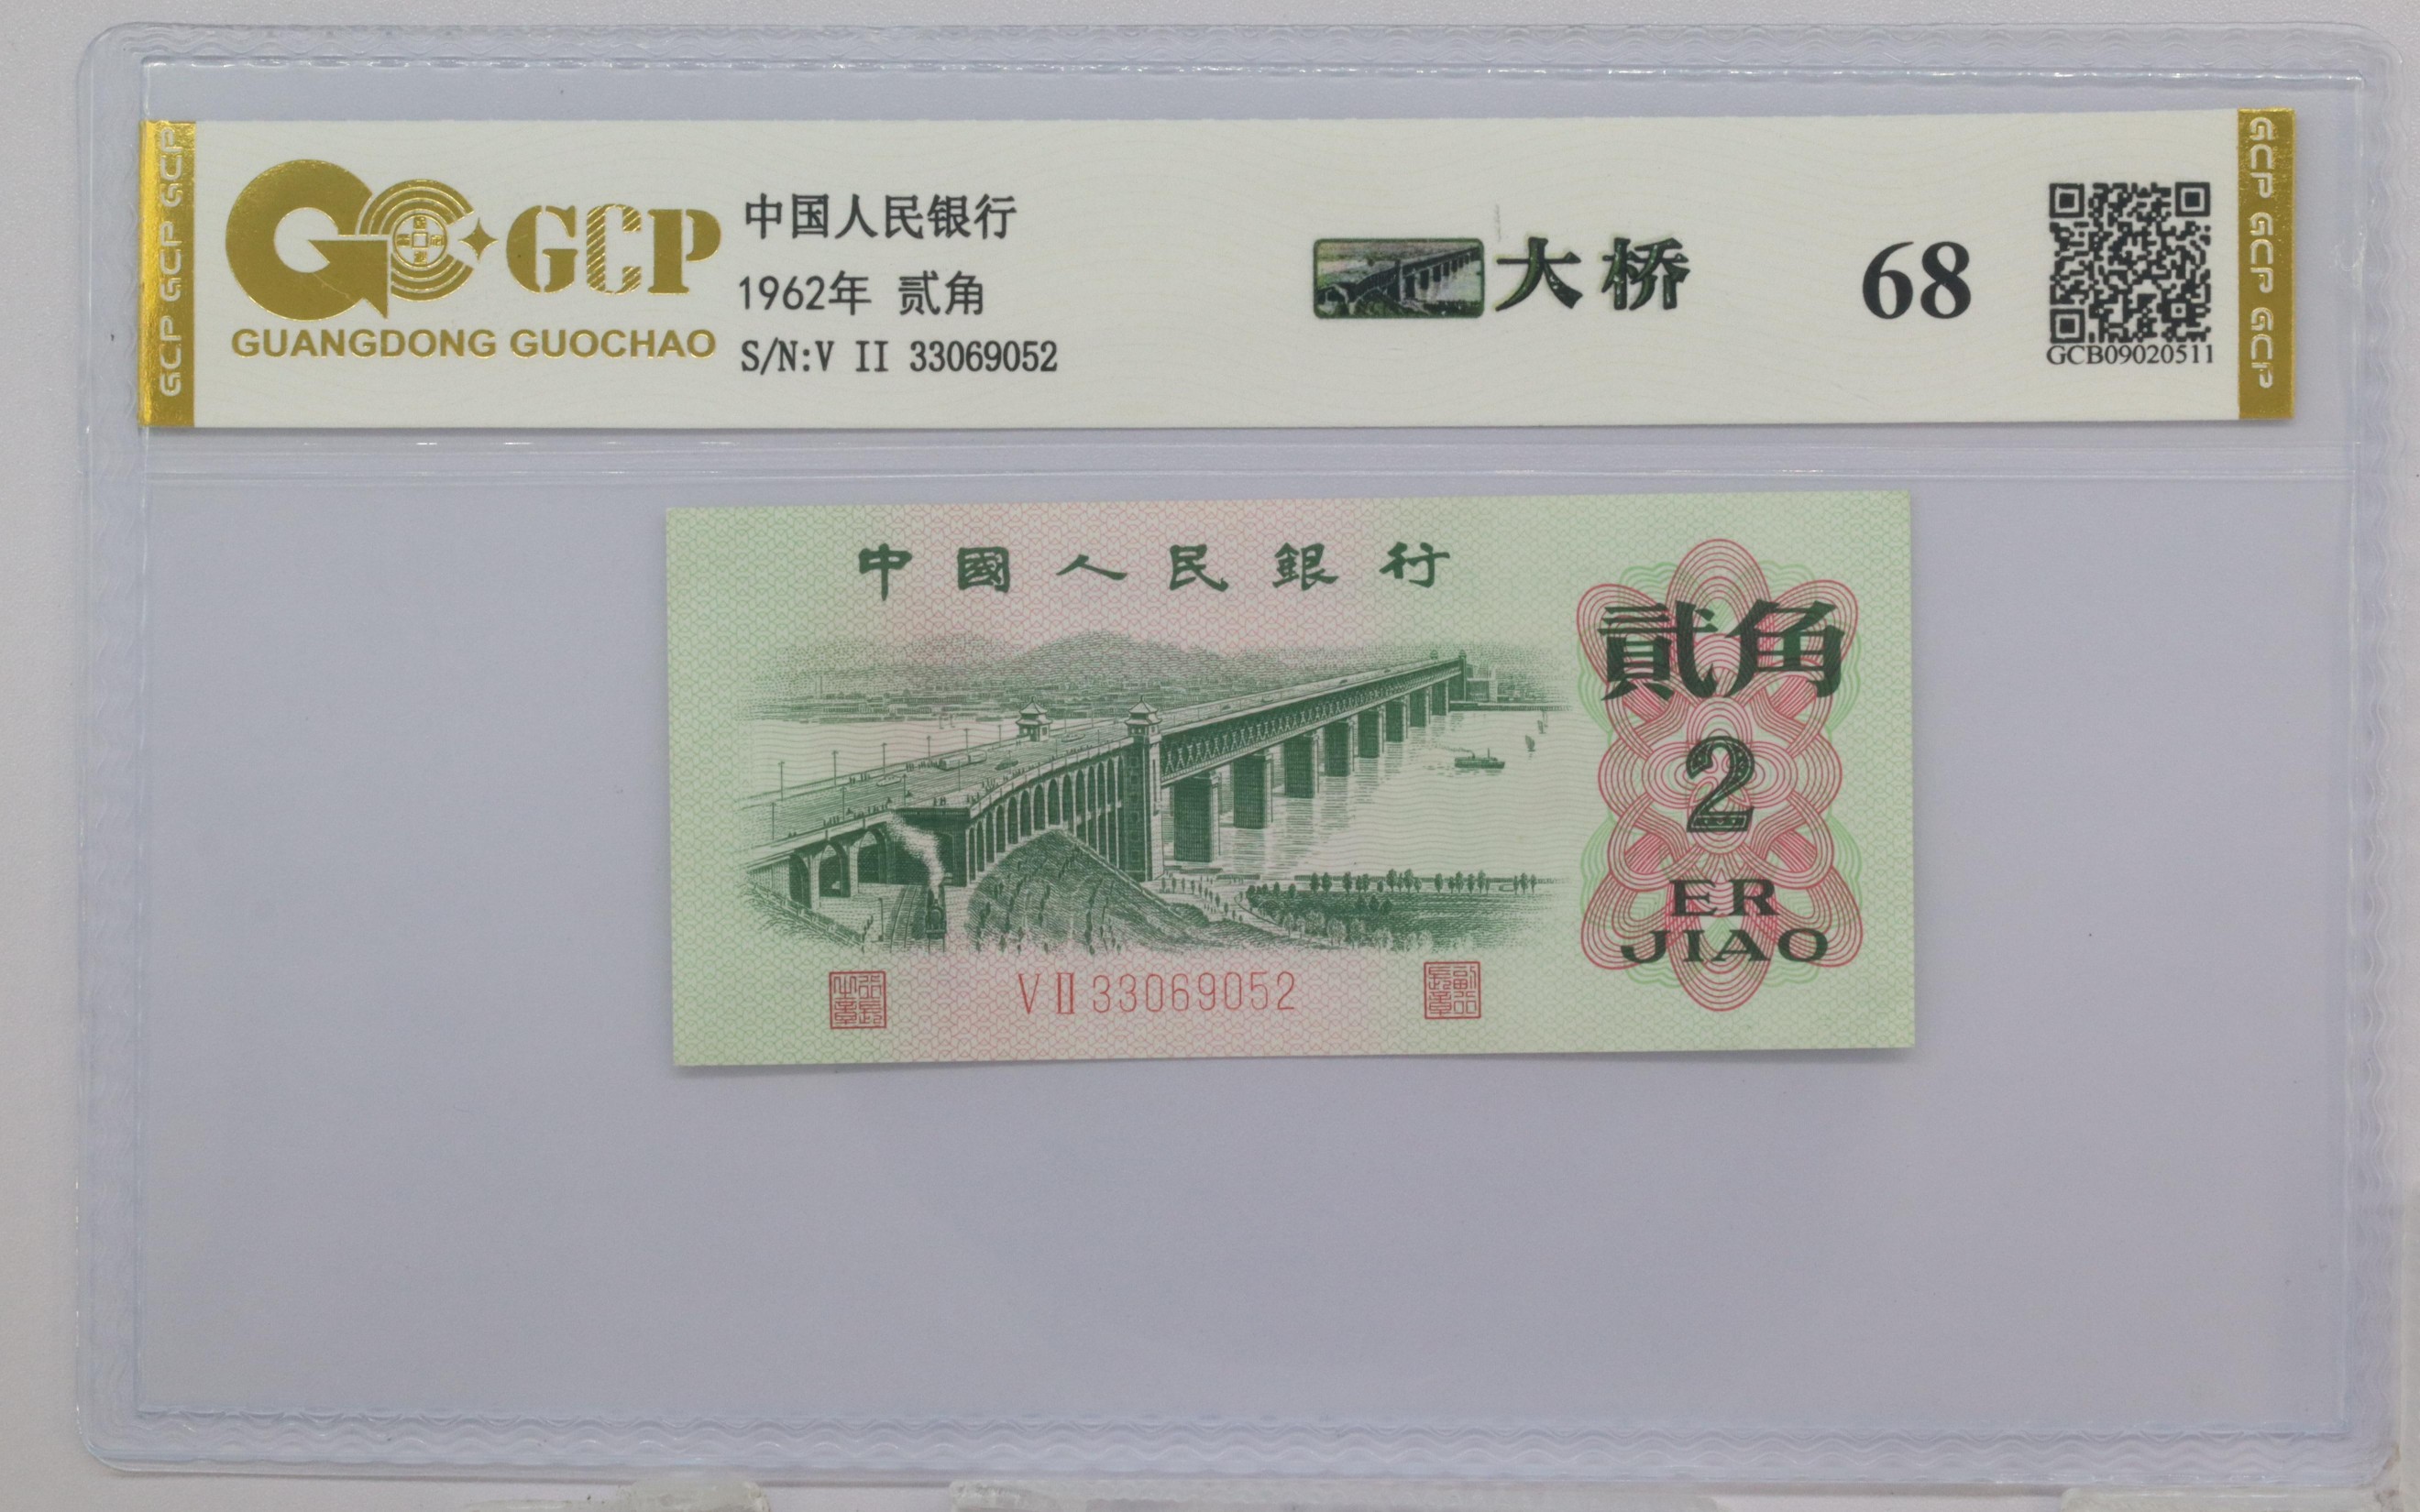 GCP GCP GCP
GCP
GUANGDONG GUOCHAO
中国人民银行
1962年 贰角
S/N:V II 33069052
大桥
68
GCB09020511
GCP GCP GCP
中國人民銀行
貳角
2
ER
JIAO
V II 33069052